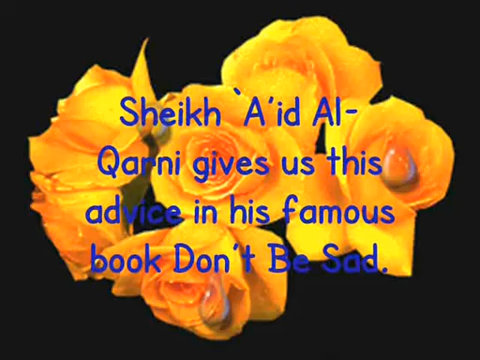 Sheikh `A'id Al-
Qarni gives us this
advice in his famous
book Don't Be Sad.